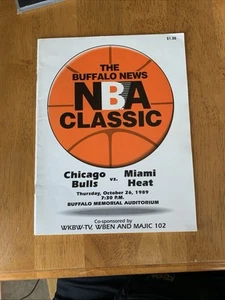 $1.50
THE
BUFFALO NEWS
NBA
CLASSIC
Chicago Bulls vs. Miami Heat
Thursday, October 26, 1989
7:30 P.M.
BUFFALO MEMORIAL AUDITORIUM
Co-sponsored by
WKBW-TV, WBEN AND MAJIC 102